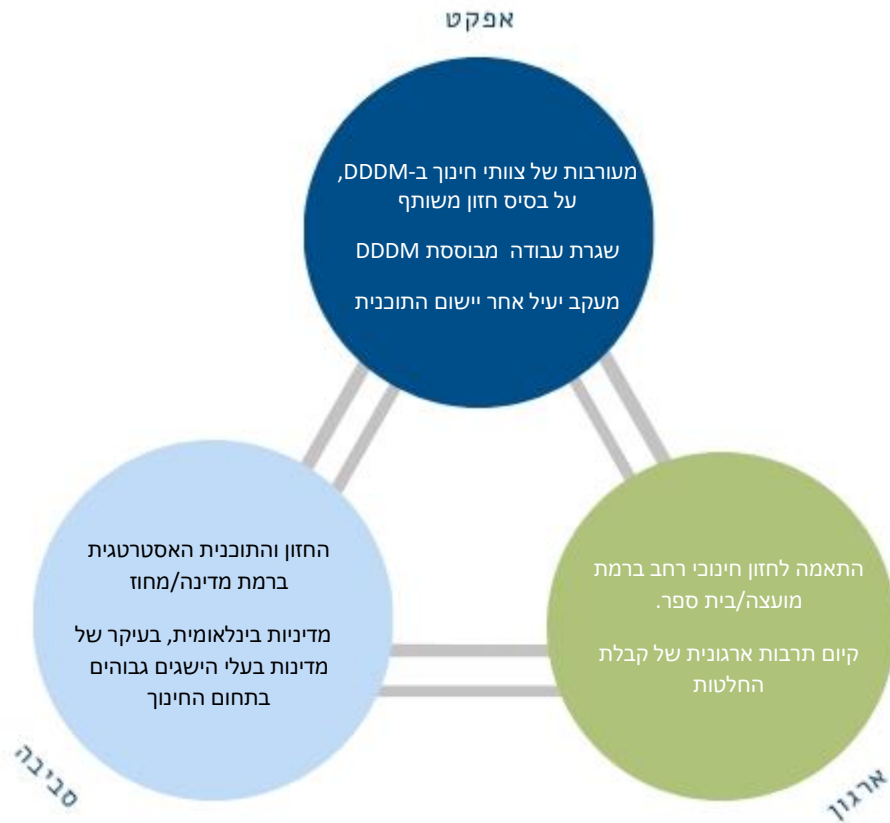 אפקט
מעורבות של צוותי חינוך ב-DDDM,
על בסיס חזון משותף
שגרת עבודה מבוססת DDDM
מעקב יעיל אחר יישום התוכנית
החזון והתוכנית האסטרטגית
ברמת מדינה/מחוז
מדיניות בינלאומית, בעיקר של
מדינות בעלי הישגים גבוהים
בתחום החינוך
התאמה לחזון חינוכי רחב ברמת
מועצה/בית ספר.
קיום תרבות ארגונית של קבלת
החלטות
סביבה
ארגון